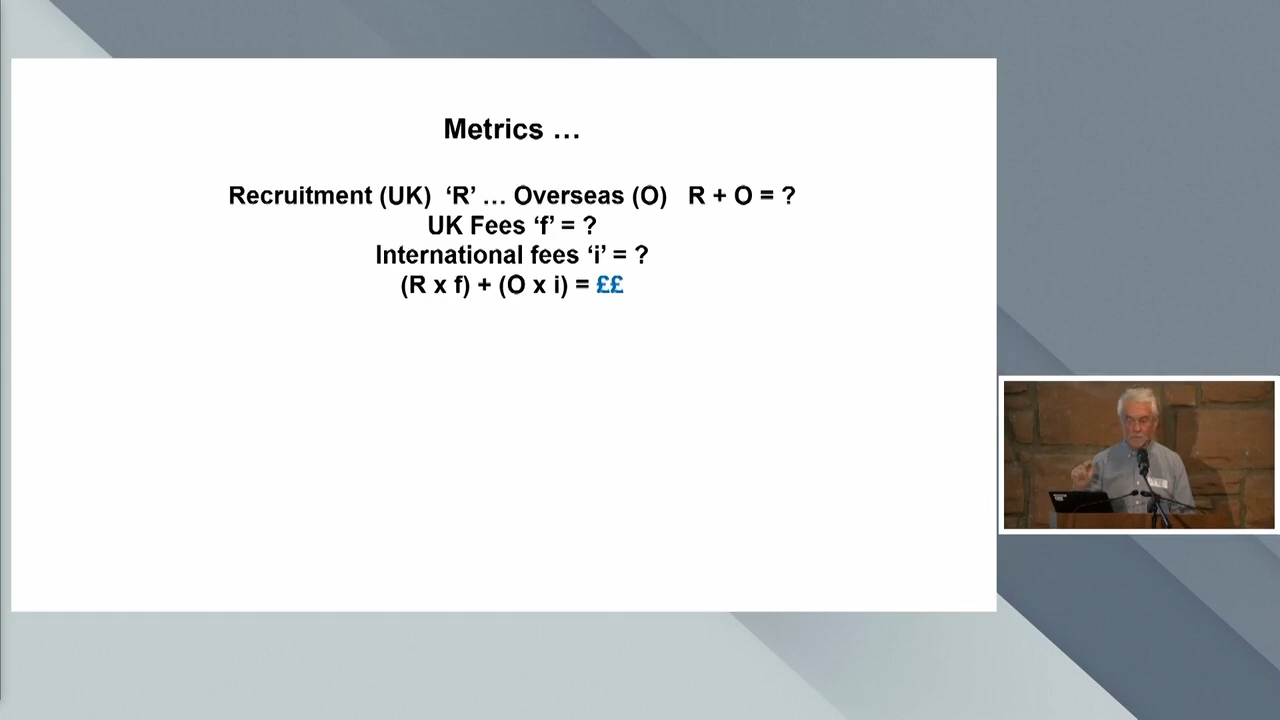 Metrics …
Recruitment (UK) ‘R’ … Overseas (O) R + O = ?
UK Fees ‘f’ = ?
International fees ‘i’ = ?
(R x f) + (O x i) = ££